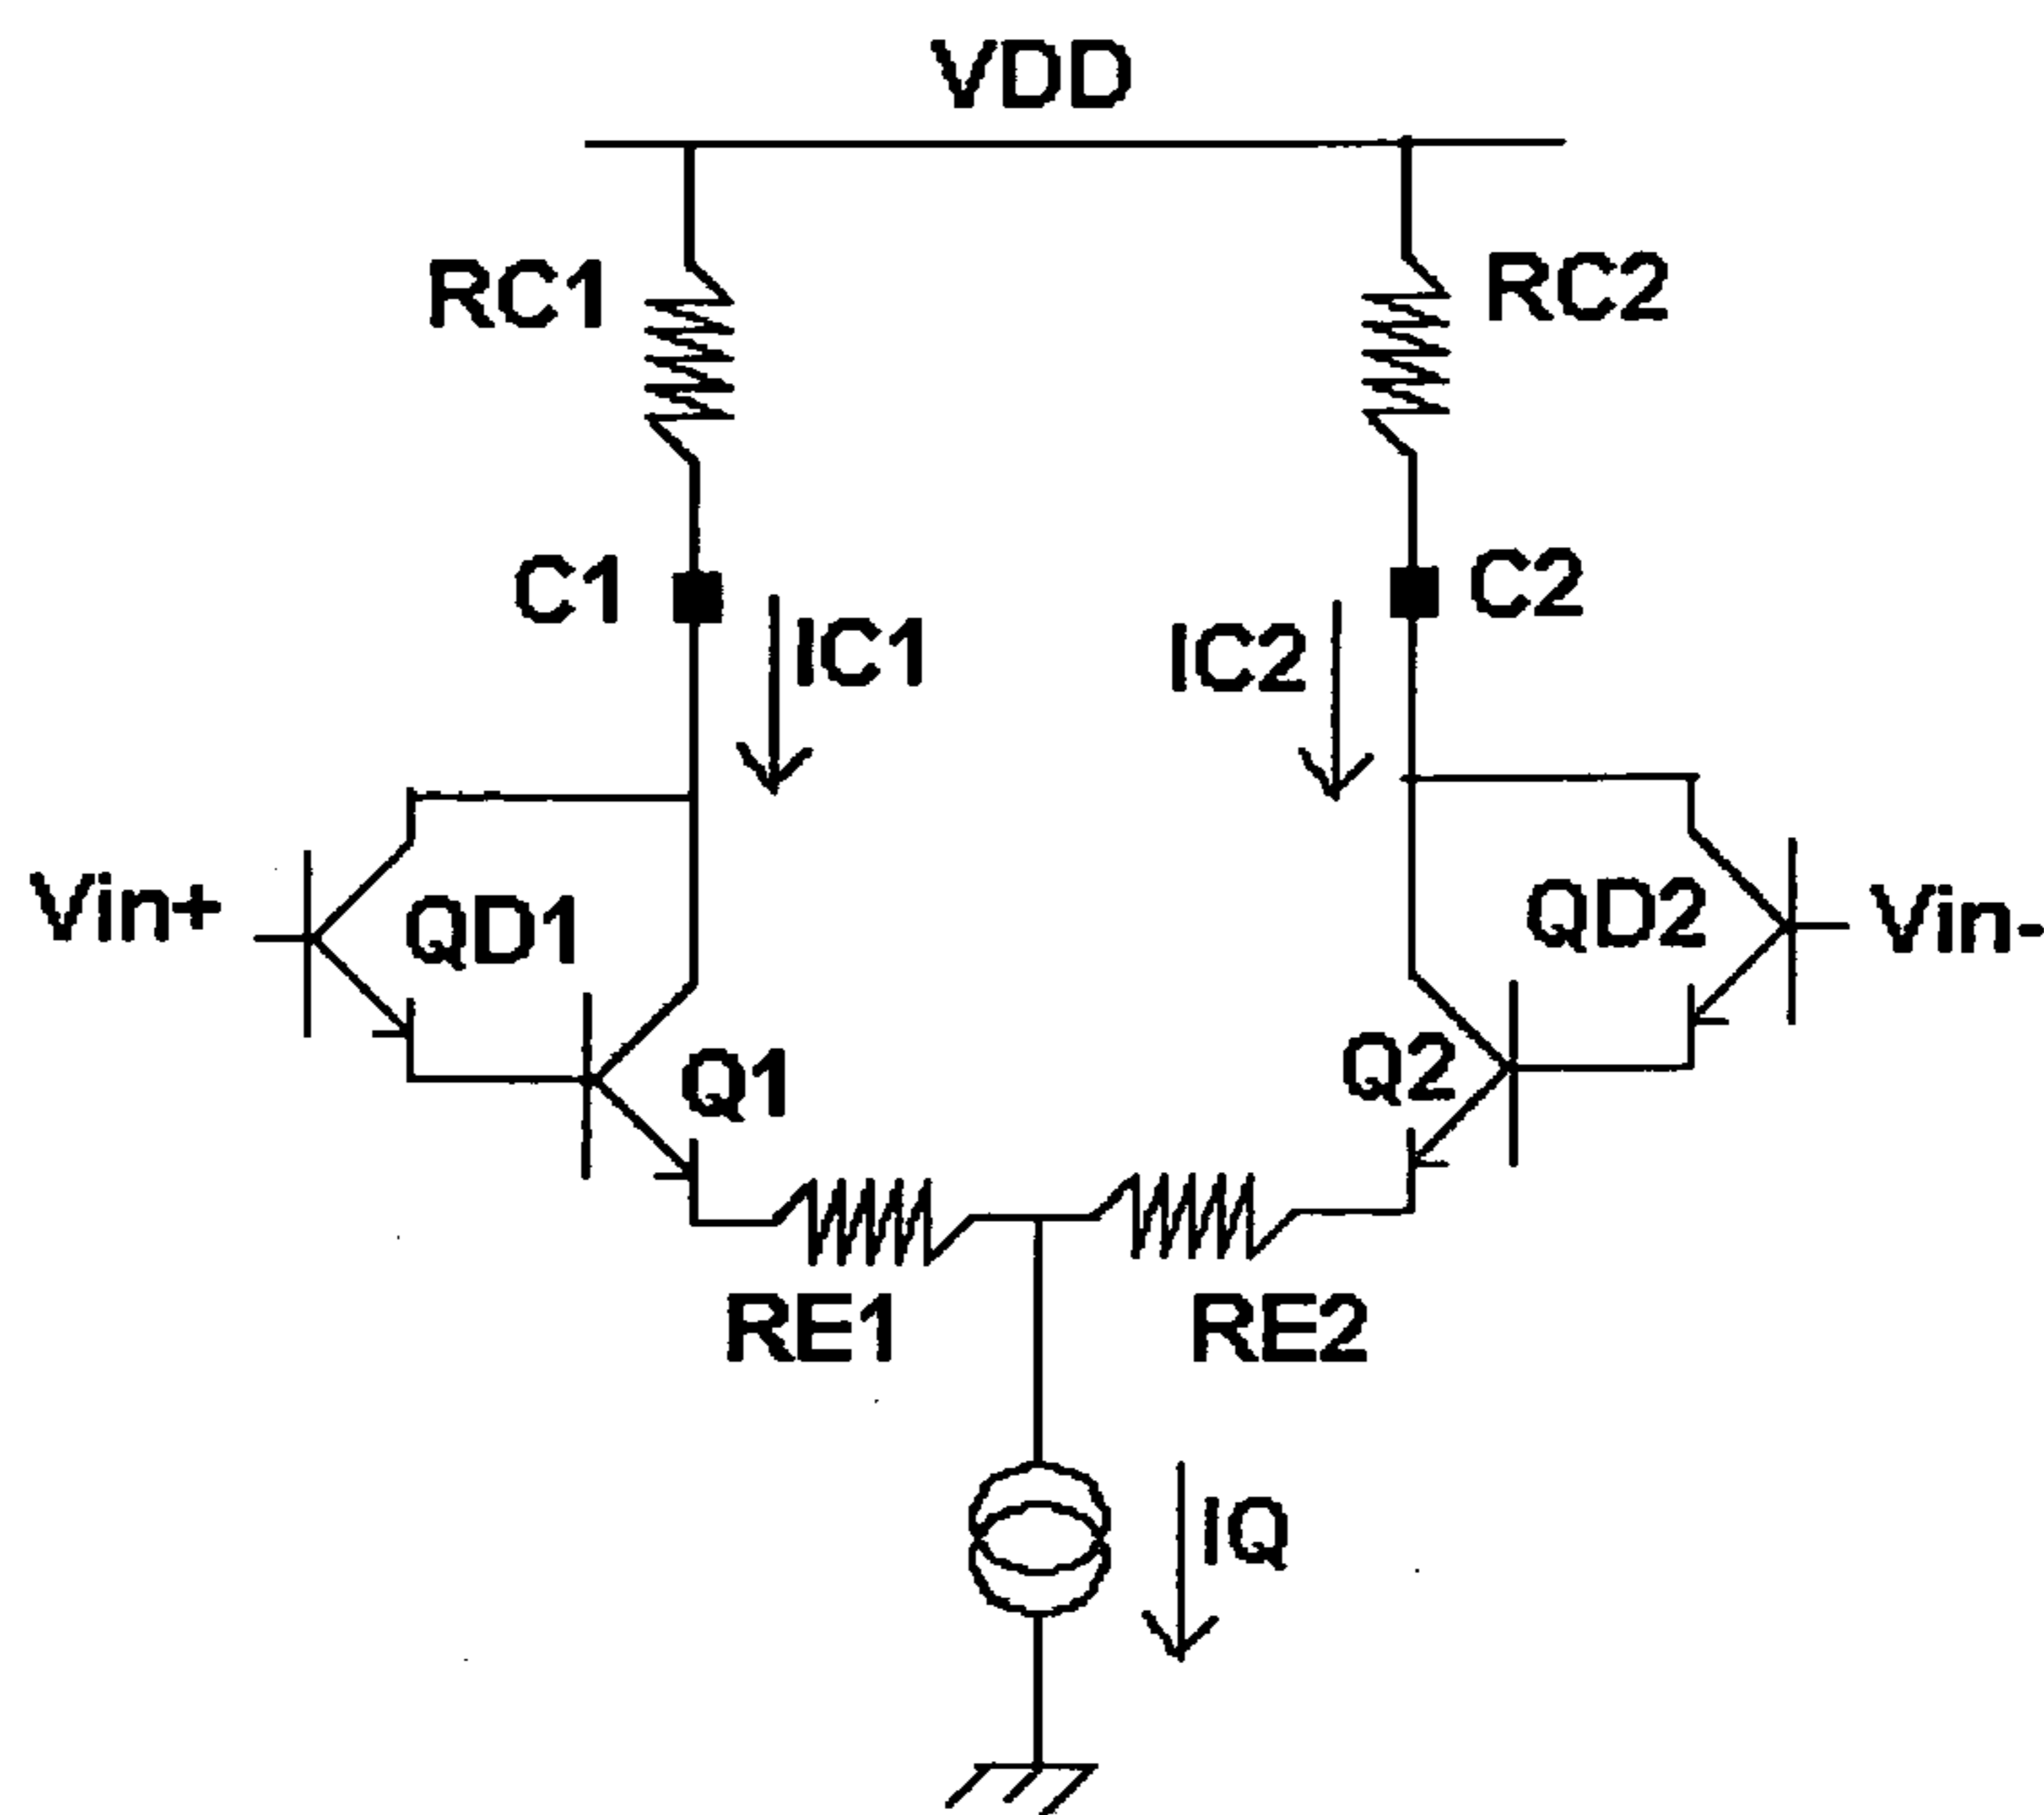 VDD
RC1
RC2
C1
IC1
IC2
C2
Vin+
QD1
QD2
Vin-
Q1
Q2
RE1
RE2
IQ